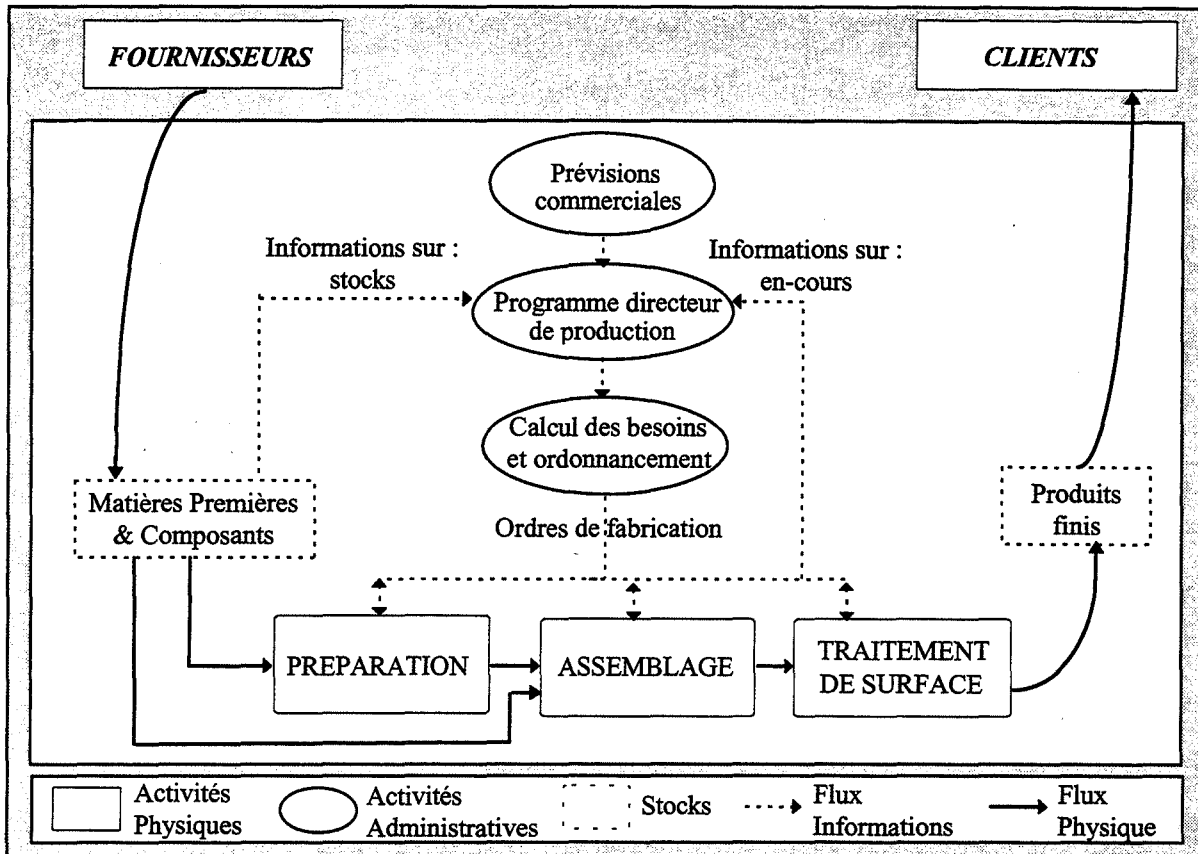 FOURNISSEURS
CLIENTS
Prévisions
commerciales
Informations sur :
stocks
Informations sur :
en-cours
Programme directeur
de production
Calcul des besoins
et ordonnancement
Matières Premières
& Composants
Produits
finis
Ordres de fabrication
PREPARATION
ASSEMBLAGE
TRAITEMENT
DE SURFACE
Activités
Physiques
Activités
Administratives
Stocks
Flux
Informations
Flux
Physique